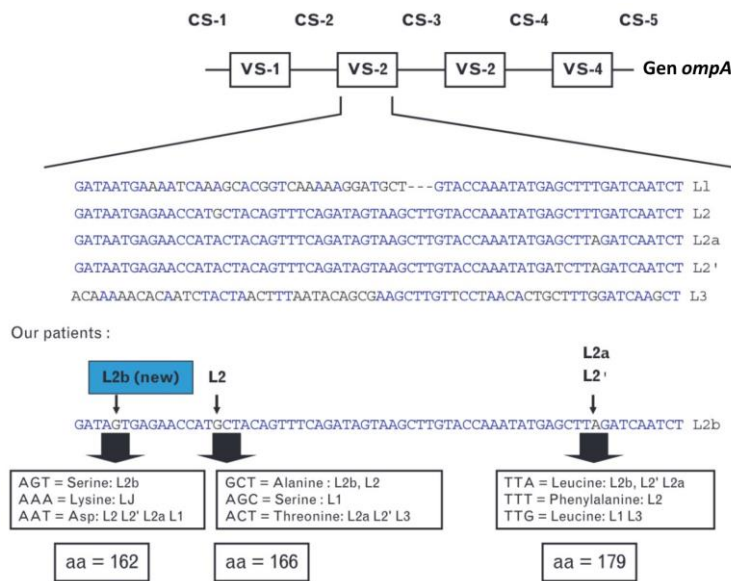 CS-1 CS-2 CS-3 CS-4 CS-5
VS-1 VS-2 VS-2 VS-4 Gen ompA
GATAATGAAAATCAAAGCACGGTCAAAAAGGATGCT---GTACCAAATATGAGCTTTGATCAATCT L1
GATAATGAGAACCATGCTACAGTTTCAGATAGTAAGCTTGTACCAAATATGAGCTTTGATCAATCT L2
GATAATGAGAACCATACTACAGTTTCAGATAGTAAGCTTGTACCAAATATGAGCTTAGATCAATCT L2a
GATAATGAGAACCATACTACAGTTTCAGATAGTAAGCTTGTACCAAATATGATCTTAGATCAATCT L2'
ACAAAAACACAATCTACTAACTTTAATACAGCGAAGCTTGTTCCTAACACTGCTTTGGATCAAGCT L3
Our patients :
L2b (new) L2 L2a
L2'
GATAGTGAGAACCATGCTACAGTTTCAGATAGTAAGCTTGTACCAAATATGAGCTTAGATCAATCT L2b
AGT = Serine: L2b
AAA = Lysine: LJ
AAT = Asp: L2 L2' L2a L1
GCT = Alanine : L2b, L2
AGC = Serine : L1
ACT = Threonine: L2a L2' L3
TTA = Leucine: L2b, L2' L2a
TTT = Phenylalanine: L2
TTG = Leucine: L1 L3
aa = 162 aa = 166 aa = 179